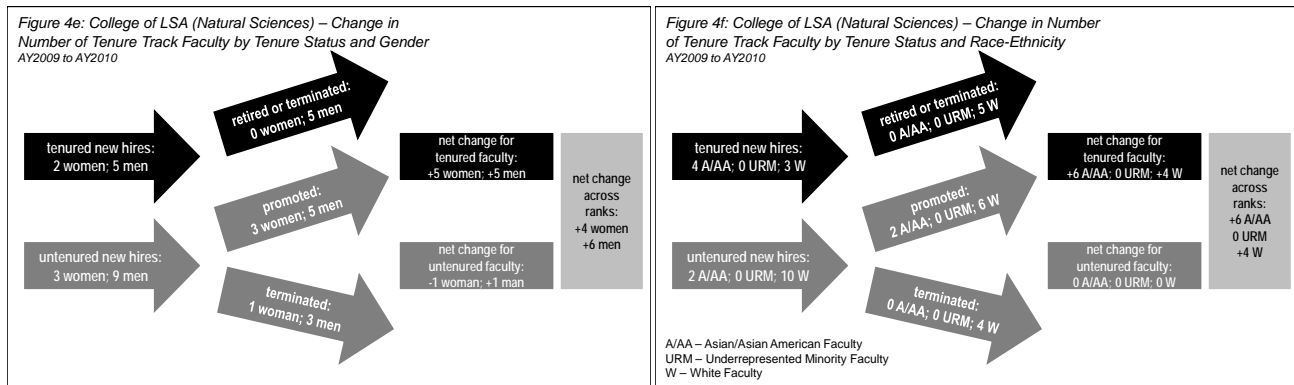 Figure 4e: College of LSA (Natural Sciences) – Change in
Number of Tenure Track Faculty by Tenure Status and Gender
AY2009 to AY2010
retired or terminated:
0 women; 5 men
tenured new hires:
2 women; 5 men
net change for
tenured faculty:
+5 women; +5 men
promoted:
3 women; 5 men
net change
across
ranks:
+4 women
+6 men
untenured new hires:
3 women; 9 men
net change for
untenured faculty:
-1 woman; +1 man
terminated:
1 woman; 3 men
Figure 4f: College of LSA (Natural Sciences) – Change in Number
of Tenure Track Faculty by Tenure Status and Race-Ethnicity
AY2009 to AY2010
retired or terminated:
0 A/AA; 0 URM; 5 W
tenured new hires:
4 A/AA; 0 URM; 3 W
net change for
tenured faculty:
+6 A/AA; 0 URM; +4 W
promoted:
2 A/AA; 0 URM; 6 W
net change
across
ranks:
+6 A/AA
0 URM
+4 W
untenured new hires:
2 A/AA; 0 URM; 10 W
net change for
untenured faculty:
0 A/AA; 0 URM; 0 W
terminated:
0 A/AA; 0 URM; 4 W
A/AA – Asian/Asian American Faculty
URM – Underrepresented Minority Faculty
W – White Faculty